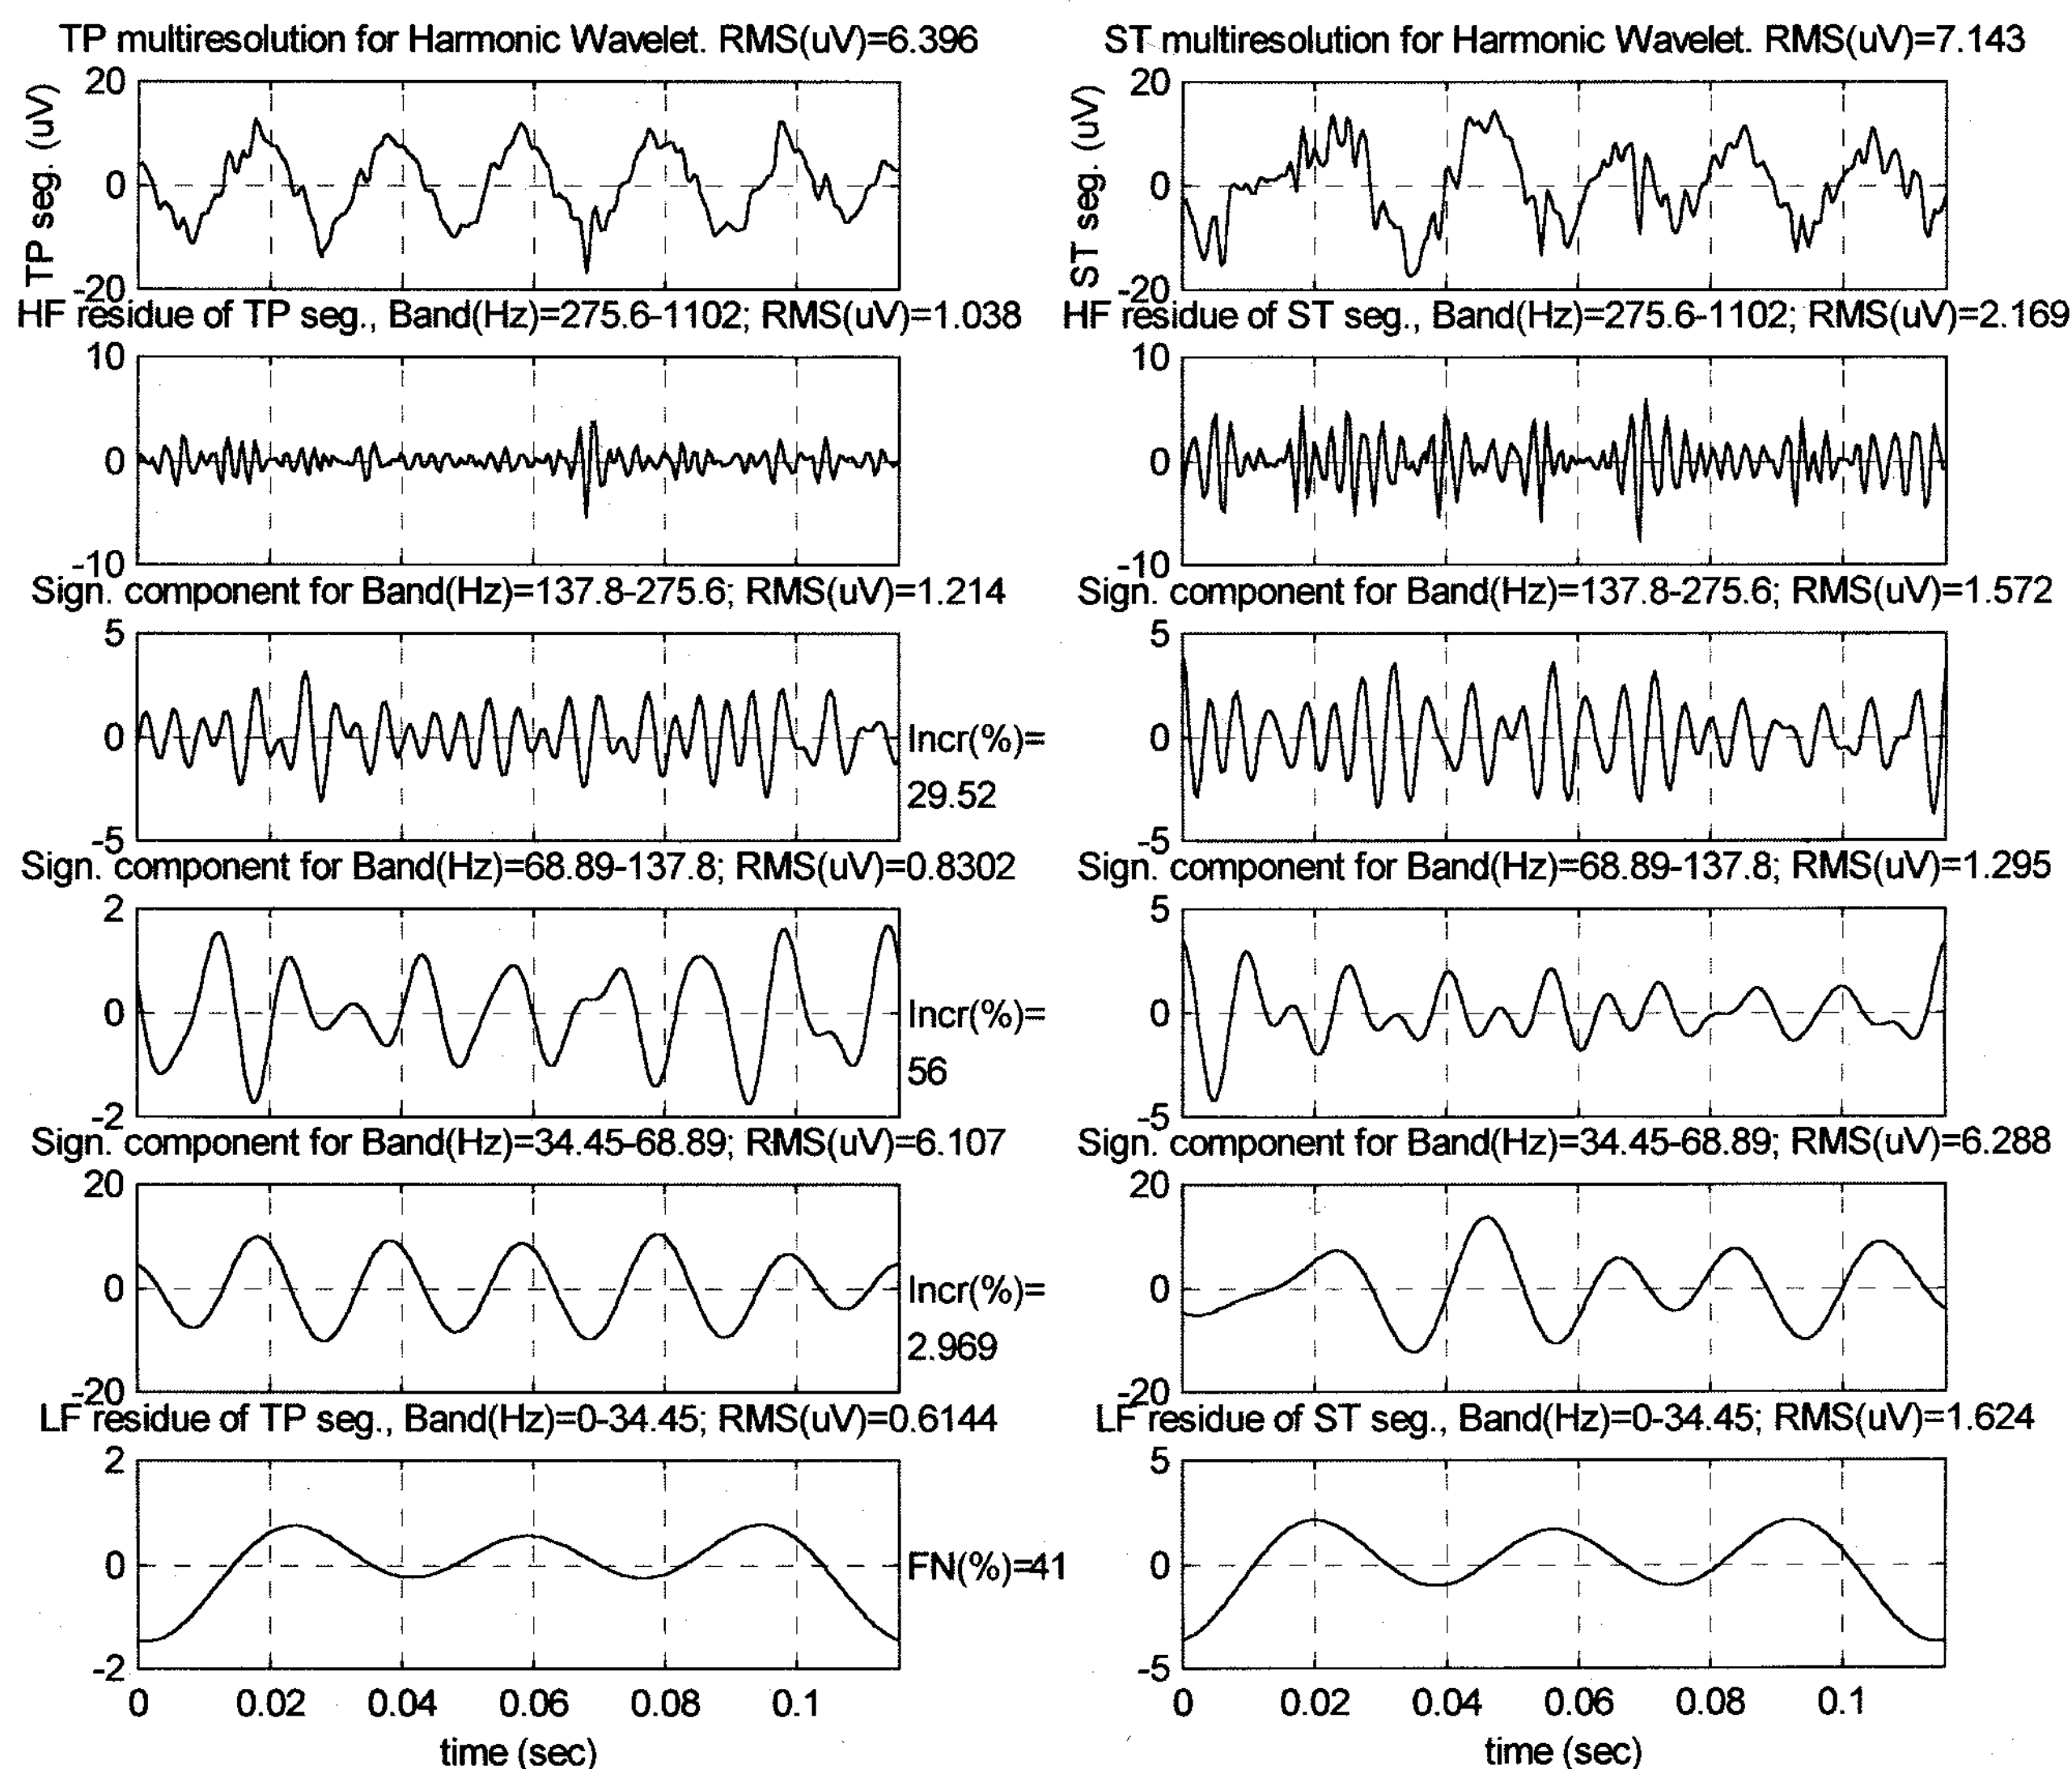 TP multiresolution for Harmonic Wavelet. RMS(uV)=6.396
20
0
-20
TP seg. (uV)
HF residue of TP seg., Band(Hz)=275.6-1102; RMS(uV)=1.038
10
0
-10
Sign. component for Band(Hz)=137.8-275.6; RMS(uV)=1.214
5
0
-5
Incr(%)=
29.52
Sign. component for Band(Hz)=68.89-137.8; RMS(uV)=0.8302
2
0
-2
Incr(%)=
56
Sign. component for Band(Hz)=34.45-68.89; RMS(uV)=6.107
20
0
-20
Incr(%)=
2.969
LF residue of TP seg., Band(Hz)=0-34.45; RMS(uV)=0.6144
2
0
-2
FN(%)=41
0 0.02 0.04 0.06 0.08 0.1
time (sec)
ST multiresolution for Harmonic Wavelet. RMS(uV)=7.143
20
0
-20
ST seg. (uV)
HF residue of ST seg., Band(Hz)=275.6-1102; RMS(uV)=2.169
10
0
-10
Sign. component for Band(Hz)=137.8-275.6; RMS(uV)=1.572
5
0
-5
Sign. component for Band(Hz)=68.89-137.8; RMS(uV)=1.295
5
0
-5
Sign. component for Band(Hz)=34.45-68.89; RMS(uV)=6.288
20
0
-20
LF residue of ST seg., Band(Hz)=0-34.45; RMS(uV)=1.624
5
0
-5
0 0.02 0.04 0.06 0.08 0.1
time (sec)